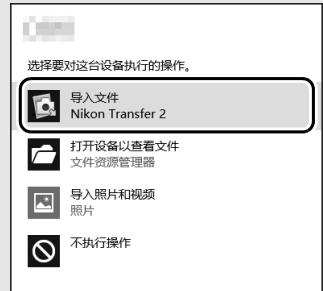 选择要对这台设备执行的操作。
导入文件
Nikon Transfer 2
打开设备以查看文件
文件资源管理器
导入照片和视频
照片
不执行操作